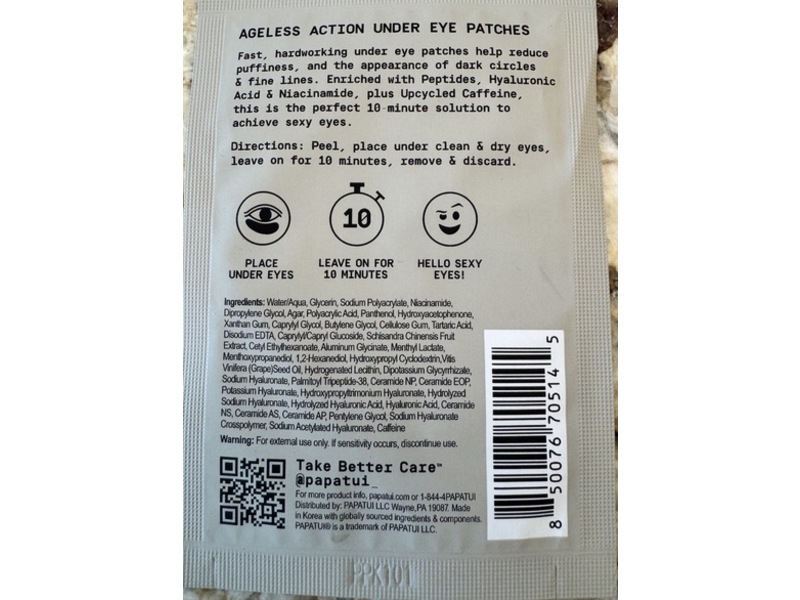 AGELESS ACTION UNDER EYE PATCHES
Fast, hardworking under eye patches help reduce
puffiness, and the appearance of dark circles
& fine lines. Enriched with Peptides, Hyaluronic
Acid & Niacinamide, plus Upcycled Caffeine,
this is the perfect 10-minute solution to
achieve sexy eyes.
Directions: Peel, place under clean & dry eyes,
leave on for 10 minutes, remove & discard.
10
PLACE
UNDER EYES
LEAVE ON FOR
10 MINUTES
HELLO SEXY
EYES!
Ingredients: Water/Aqua, Glycerin, Sodium Polyacrylate, Niacinamide,
Dipropylene Glycol, Agar, Polyacrylic Acid, Panthenol, Hydroxyacetophenone,
Xanthan Gum, Caprylyl Glycol, Butylene Glycol, Cellulose Gum, Tartaric Acid,
Disodium EDTA, Caprylyl/Capryl Glucoside, Schisandra Chinensis Fruit
Extract, Cetyl Ethylhexanoate, Aluminum Glycinate, Menthyl Lactate,
Menthoxypropanediol, 1,2-Hexanediol, Hydroxypropyl Cyclodextrin,Vitis
Vinifera (Grape)Seed Oil, Hydrogenated Lecithin, Dipotassium Glycyrrhizate,
Sodium Hyaluronate, Palmitoyl Tripeptide-38, Ceramide NP, Ceramide EOP,
Potassium Hyaluronate, Hydroxypropyltrimonium Hyaluronate, Hydrolyzed
Sodium Hyaluronate, Hydrolyzed Hyaluronic Acid, Hyaluronic Acid, Ceramide
NS, Ceramide AS, Ceramide AP, Pentylene Glycol, Sodium Hyaluronate
Crosspolymer, Sodium Acetylated Hyaluronate, Caffeine
Warning: For external use only. If sensitivity occurs, discontinue use.
Take Better Care™
@papatui_
For more product info, papatui.com or 1-844-4PAPATUI
Distributed by: PAPATUI LLC Wayne,PA 19087. Made
in Korea with globally sourced ingredients & components.
PAPATUI® is a trademark of PAPATUI LLC.
8 50076 70514 5
PPK101